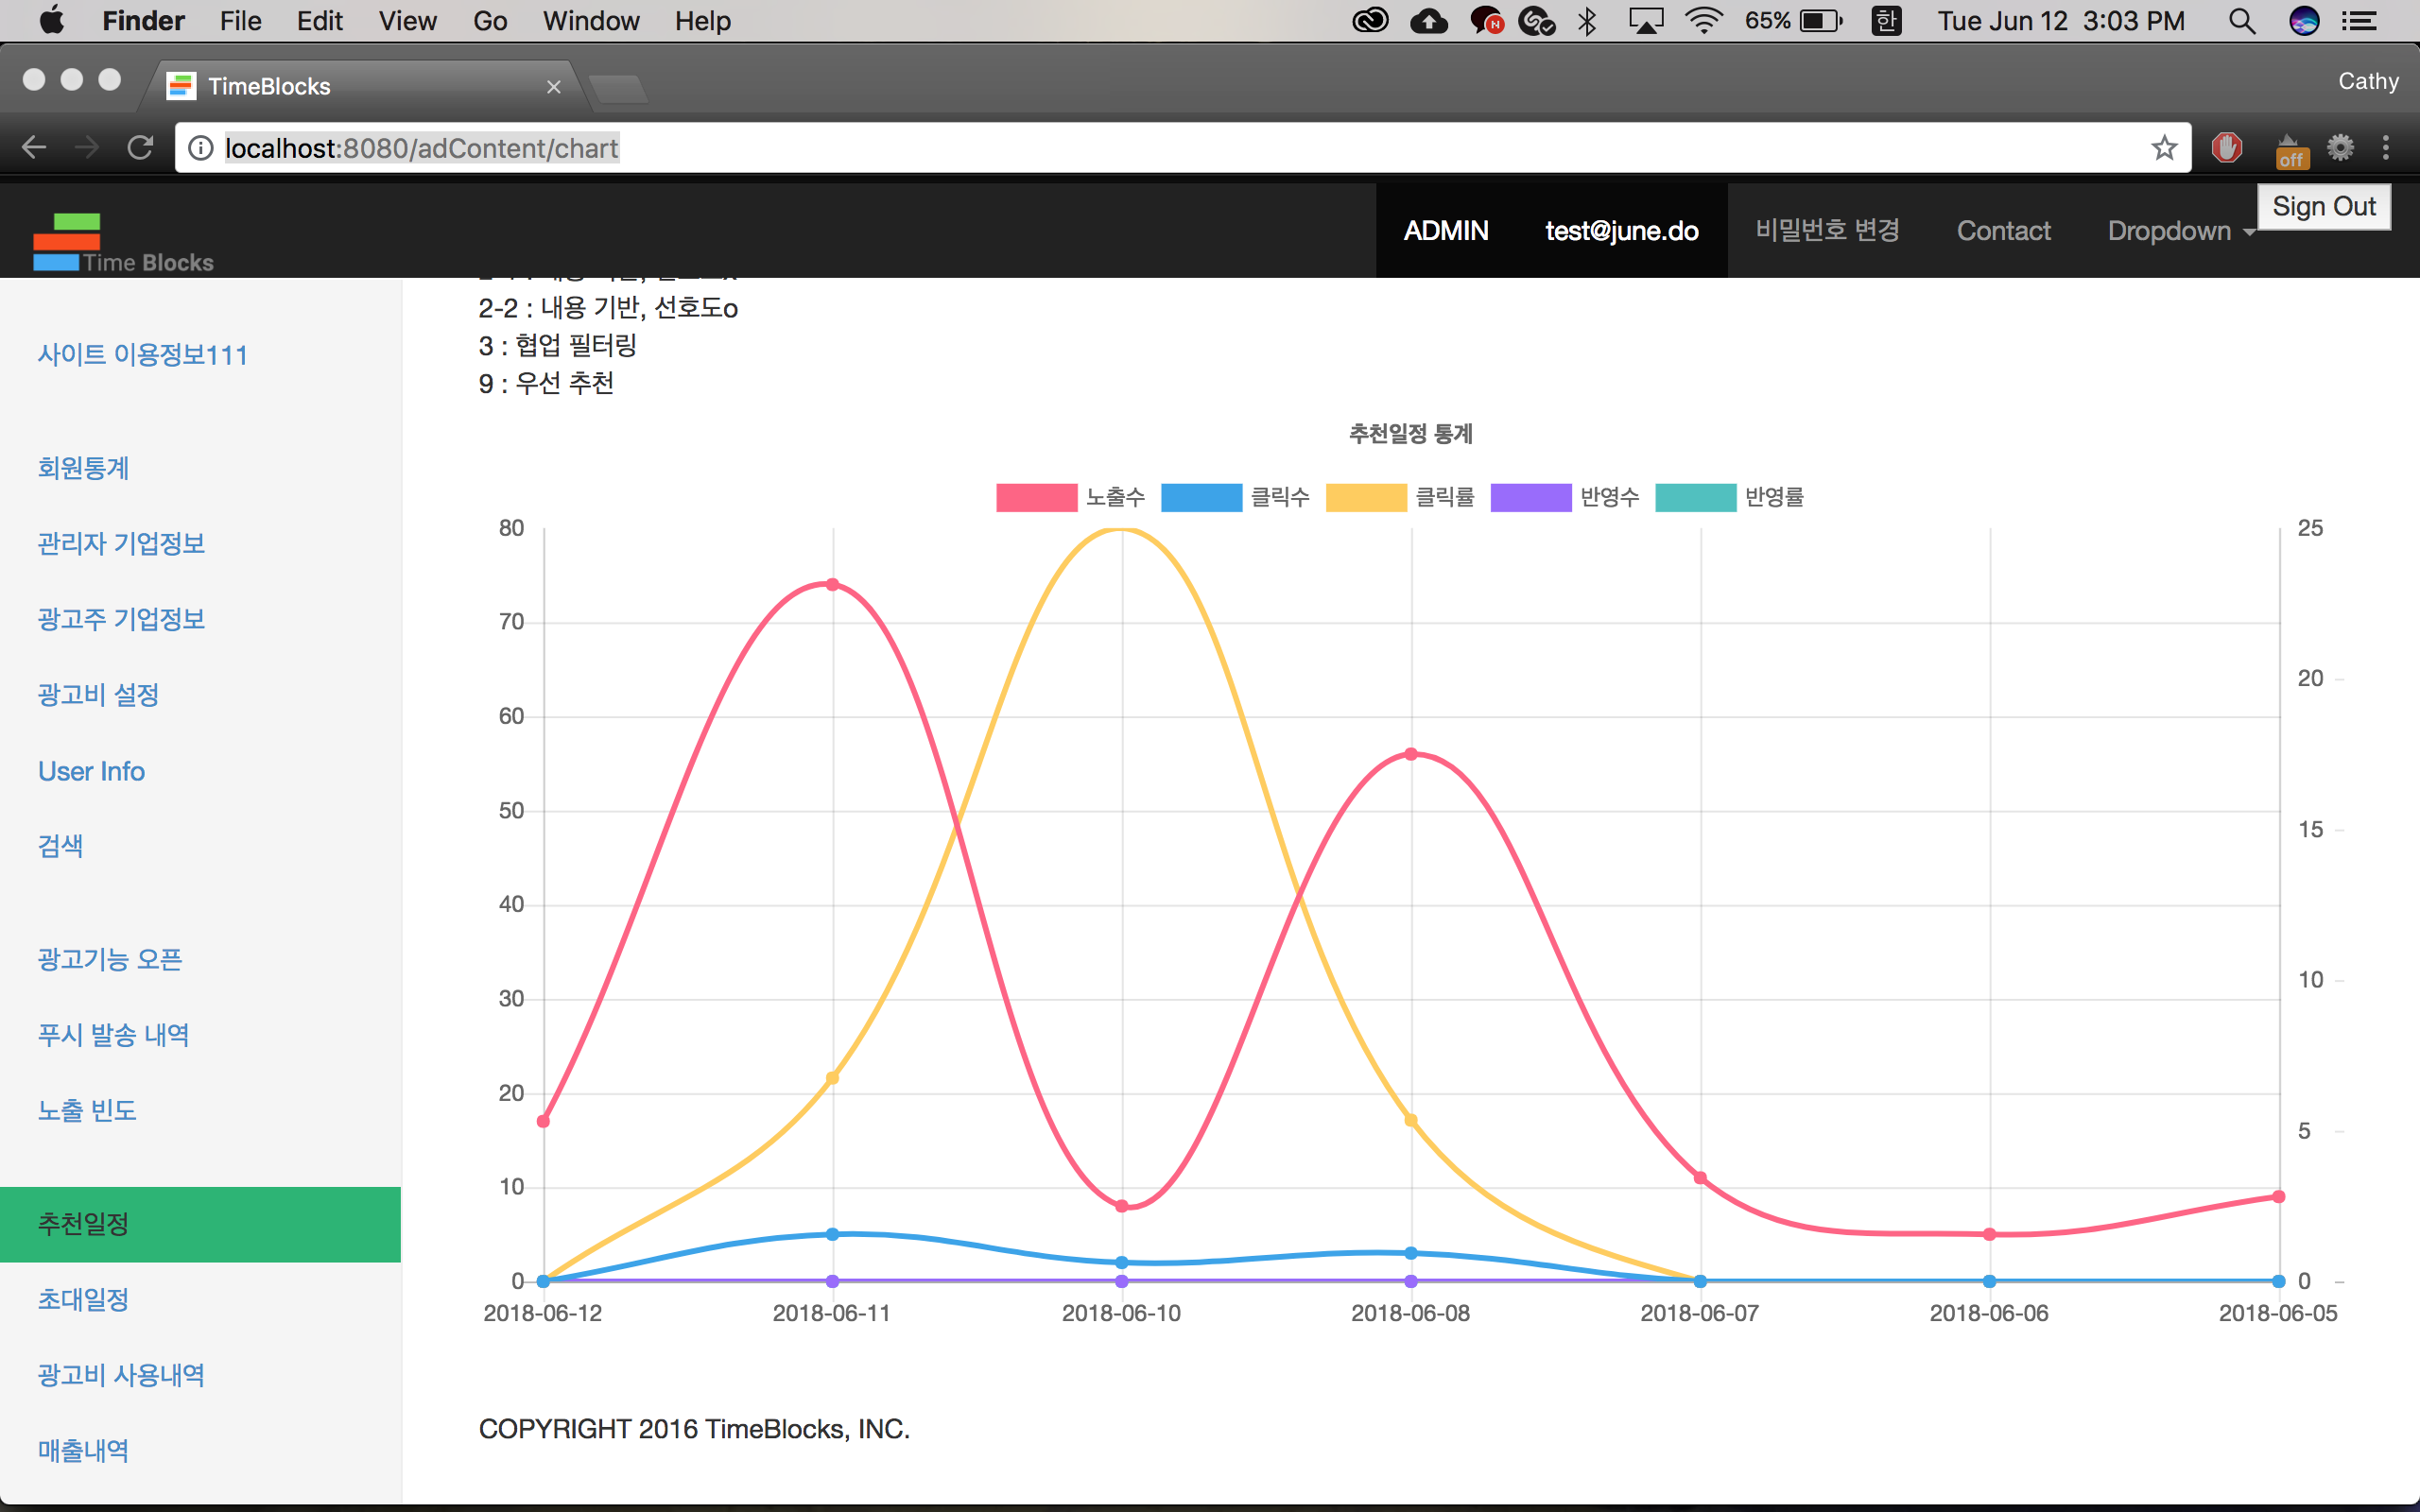 Finder File Edit View Go Window Help 65% 한 Tue Jun 12 3:03 PM
TimeBlocks Cathy
localhost:8080/adContent/chart off
Time Blocks ADMIN test@june.do 비밀번호 변경 Contact Dropdown Sign Out
사이트 이용정보111
회원통계
관리자 기업정보
광고주 기업정보
광고비 설정
User Info
검색
광고기능 오픈
푸시 발송 내역
노출 빈도
추천일정
초대일정
광고비 사용내역
매출내역
2-2 : 내용 기반, 선호도o
3 : 협업 필터링
9 : 우선 추천
추천일정 통계
노출수 클릭수 클릭률 반영수 반영률
80 25
70
20
60
50 15
40
30 10
20
5
10
0 0
2018-06-12 2018-06-11 2018-06-10 2018-06-08 2018-06-07 2018-06-06 2018-06-05
COPYRIGHT 2016 TimeBlocks, INC.